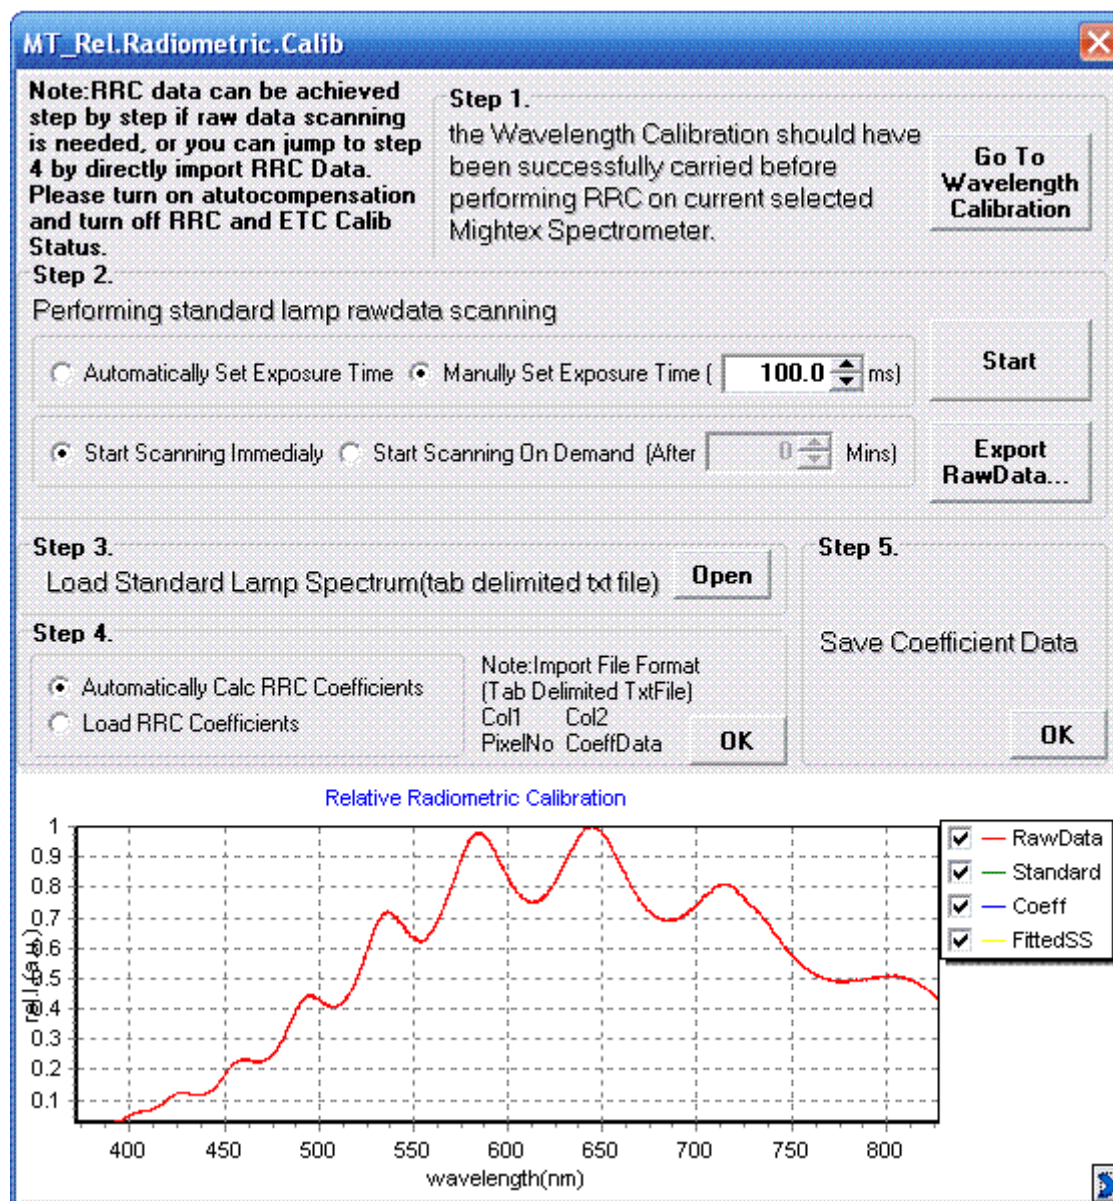 MT_Rel.Radiometric.Calib
Note:RRC data can be achieved
step by step if raw data scanning
is needed, or you can jump to step
4 by directly import RRC Data.
Please turn on atutocompensation
and turn off RRC and ETC Calib
Status.
Step 1.
the Wavelength Calibration should have
been successfully carried before
performing RRC on current selected
Mightex Spectrometer.
Go To
Wavelength
Calibration
Step 2.
Performing standard lamp rawdata scanning
Automatically Set Exposure Time Manully Set Exposure Time ( 100.0 ms)
Start
Start Scanning Immedialy Start Scanning On Demand (After 0 Mins)
Export
RawData...
Step 3.
Load Standard Lamp Spectrum(tab delimited txt file) Open
Step 4.
Automatically Calc RRC Coefficients
Load RRC Coefficients
Note:Import File Format
(Tab Delimited TxtFile)
Col1 Col2
PixelNo CoeffData
OK
Step 5.
Save Coefficient Data
OK
Relative Radiometric Calibration
1
0.9
0.8
0.7
0.6
0.5
0.4
0.3
0.2
0.1
rel.I.(a.u.)
400 450 500 550 600 650 700 750 800
wavelength(nm)
RawData
Standard
Coeff
FittedSS